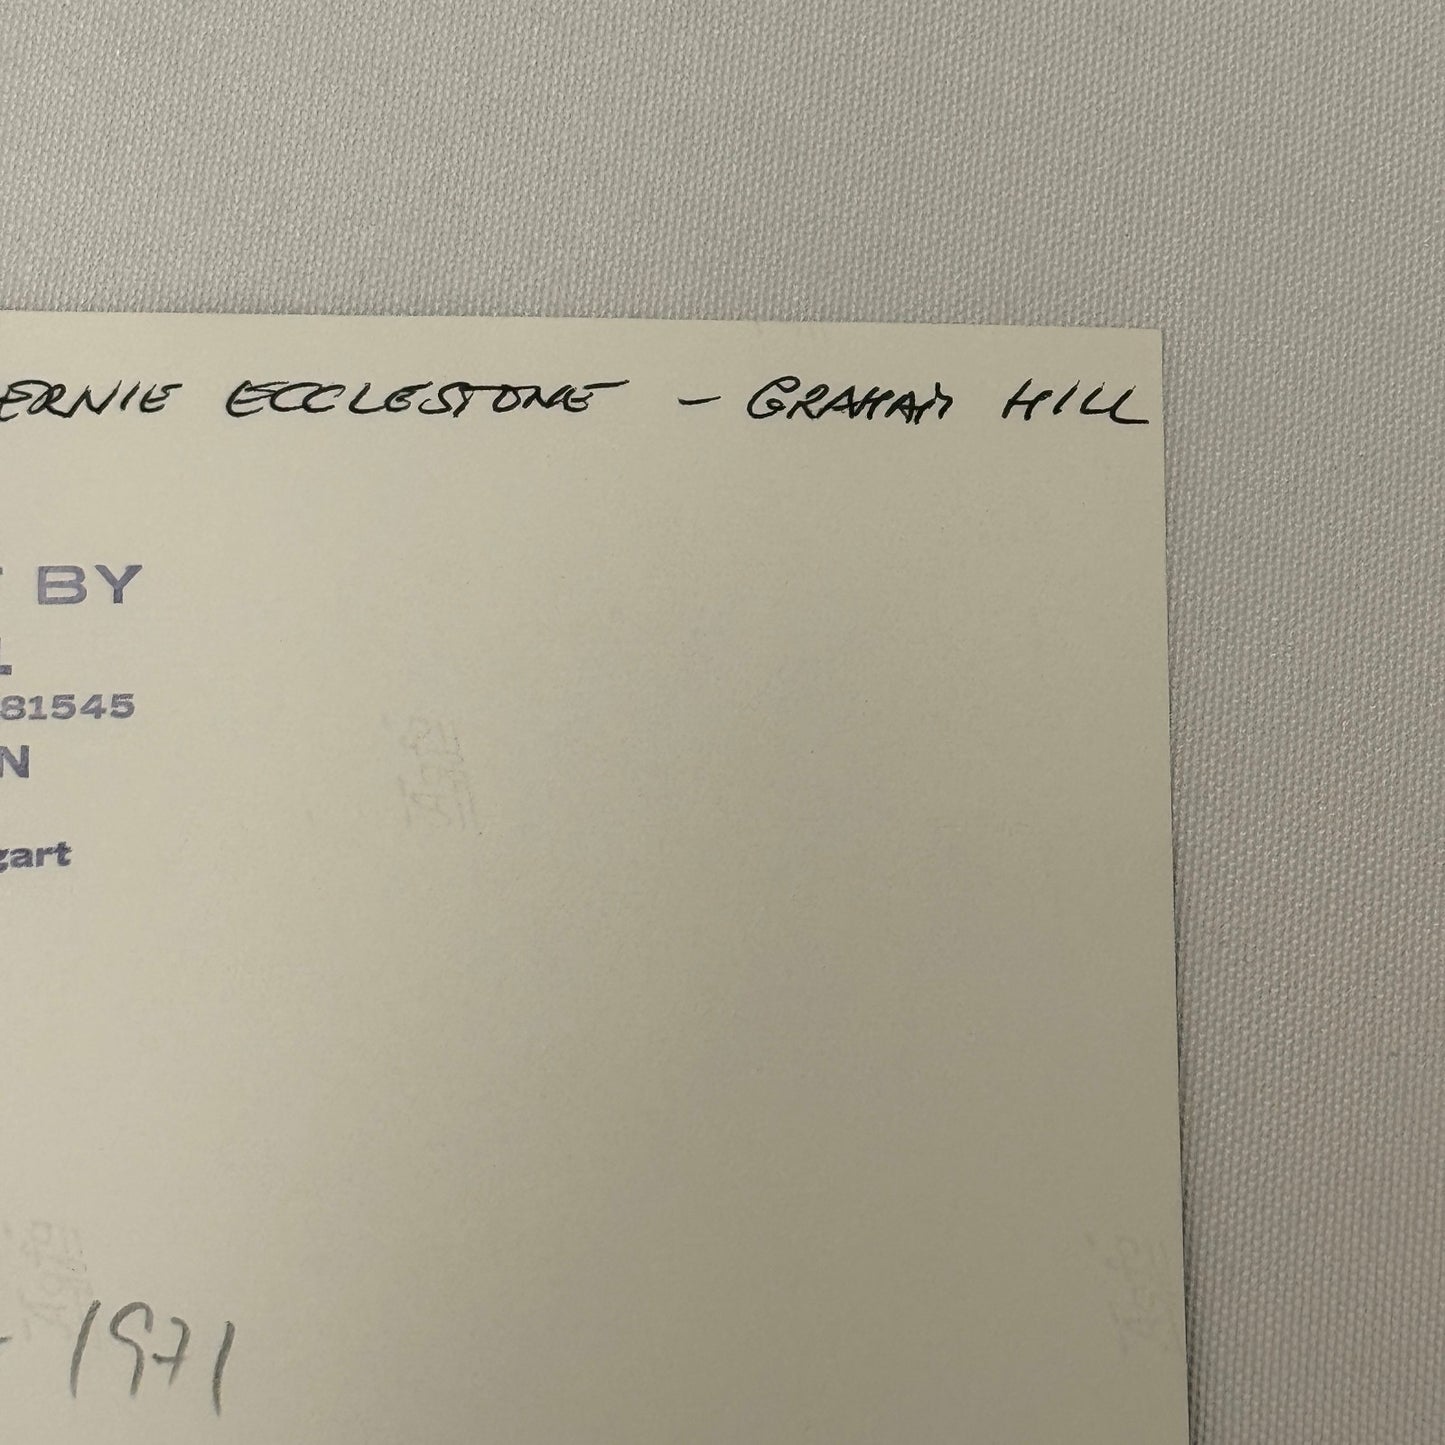 ERNIE ECCLESTONE – GRAHAM HILL
BY
81545
N
gart
- 1971